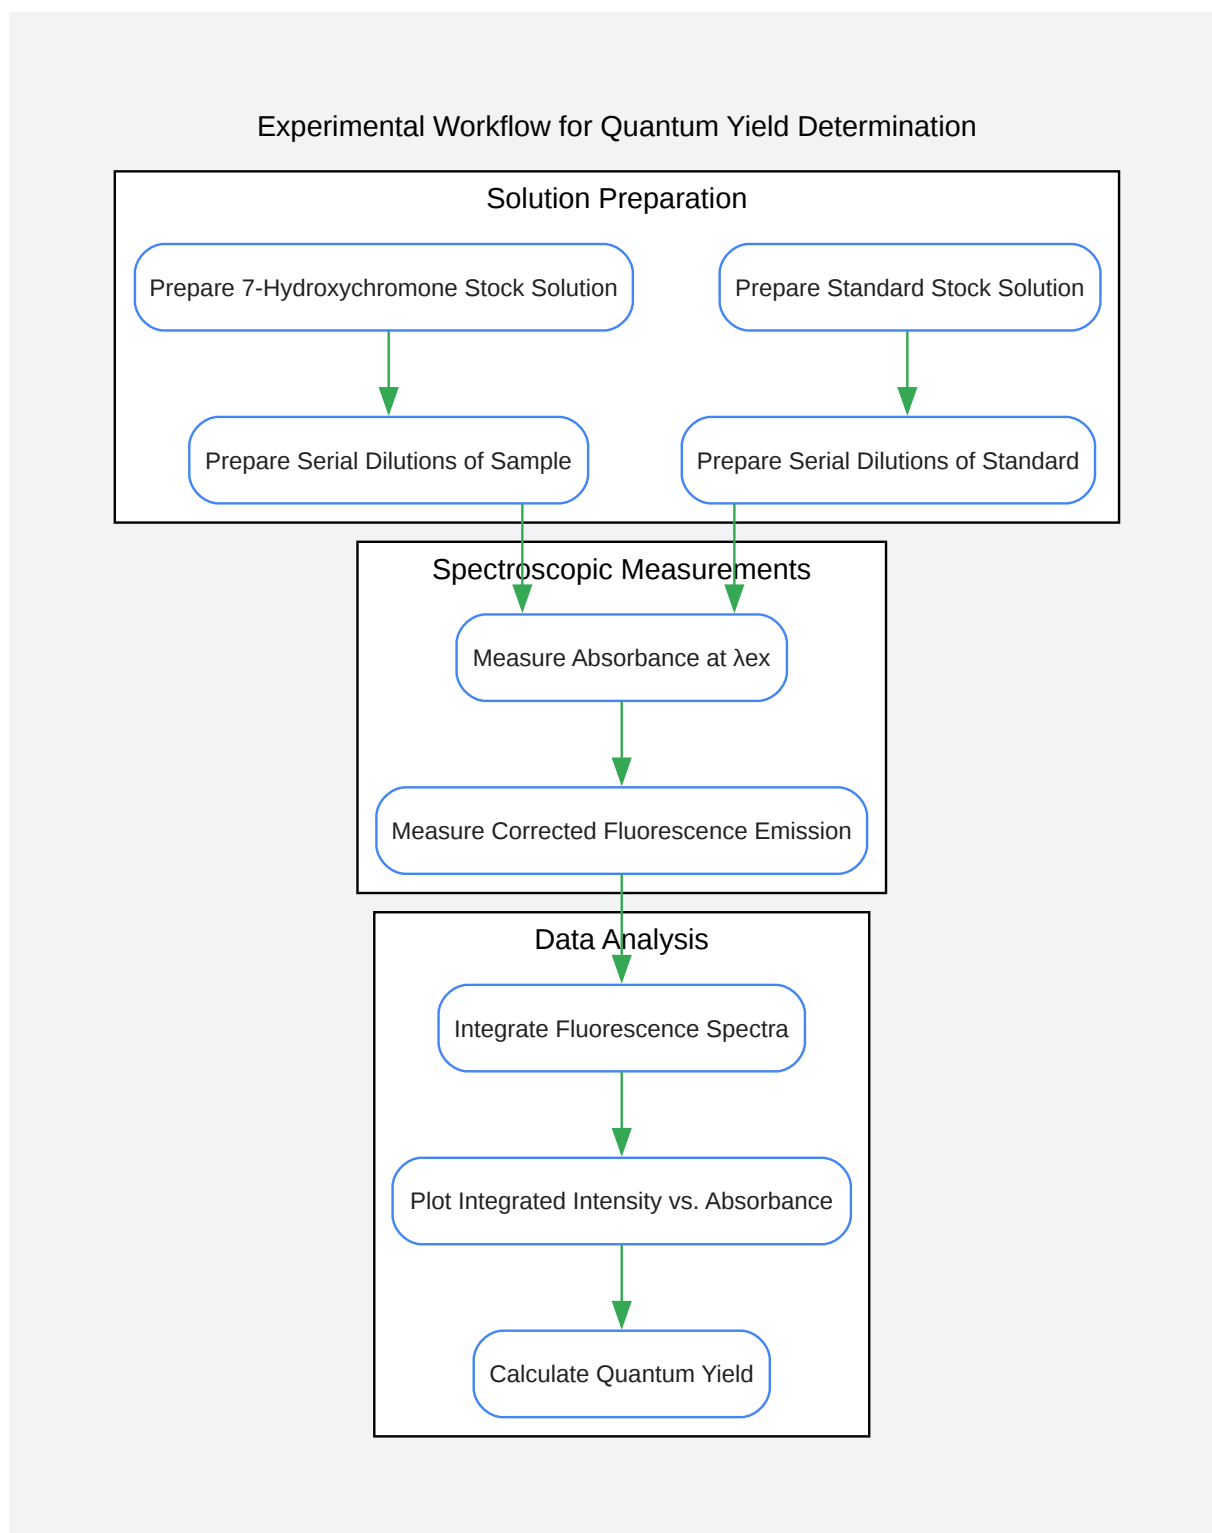 Experimental Workflow for Quantum Yield Determination
Solution Preparation
Prepare 7-Hydroxychromone Stock Solution
Prepare Standard Stock Solution
Prepare Serial Dilutions of Sample
Prepare Serial Dilutions of Standard
Spectroscopic Measurements
Measure Absorbance at λex
Measure Corrected Fluorescence Emission
Data Analysis
Integrate Fluorescence Spectra
Plot Integrated Intensity vs. Absorbance
Calculate Quantum Yield